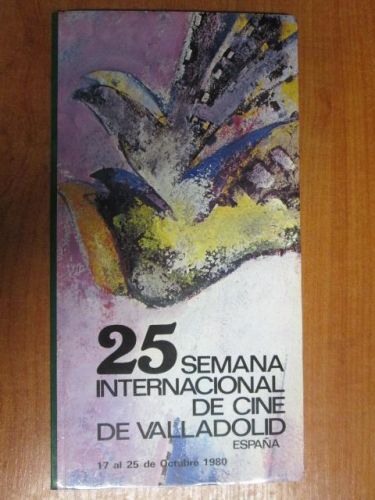 25 SEMANA
INTERNACIONAL
DE CINE
DE VALLADOLID
ESPAÑA
17 al 25 de Octubre 1980